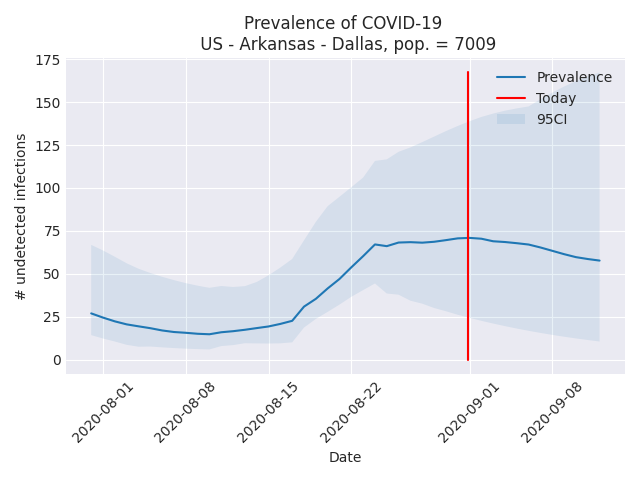 Prevalence of COVID-19
US - Arkansas - Dallas, pop. = 7009
175
150
125
100
75
50
25
0
# undetected infections
Prevalence
Today
95CI
2020-08-01
2020-08-08
2020-08-15
2020-08-22
2020-09-01
2020-09-08
Date